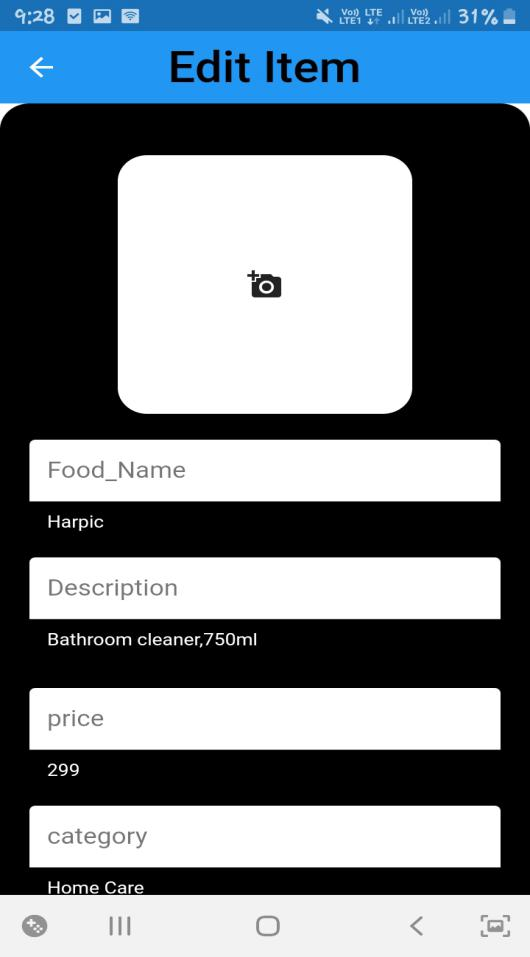 9:28
Vo)) LTE1 LTE Vo)) LTE2 31%
Edit Item
Food_Name
Harpic
Description
Bathroom cleaner,750ml
price
299
category
Home Care